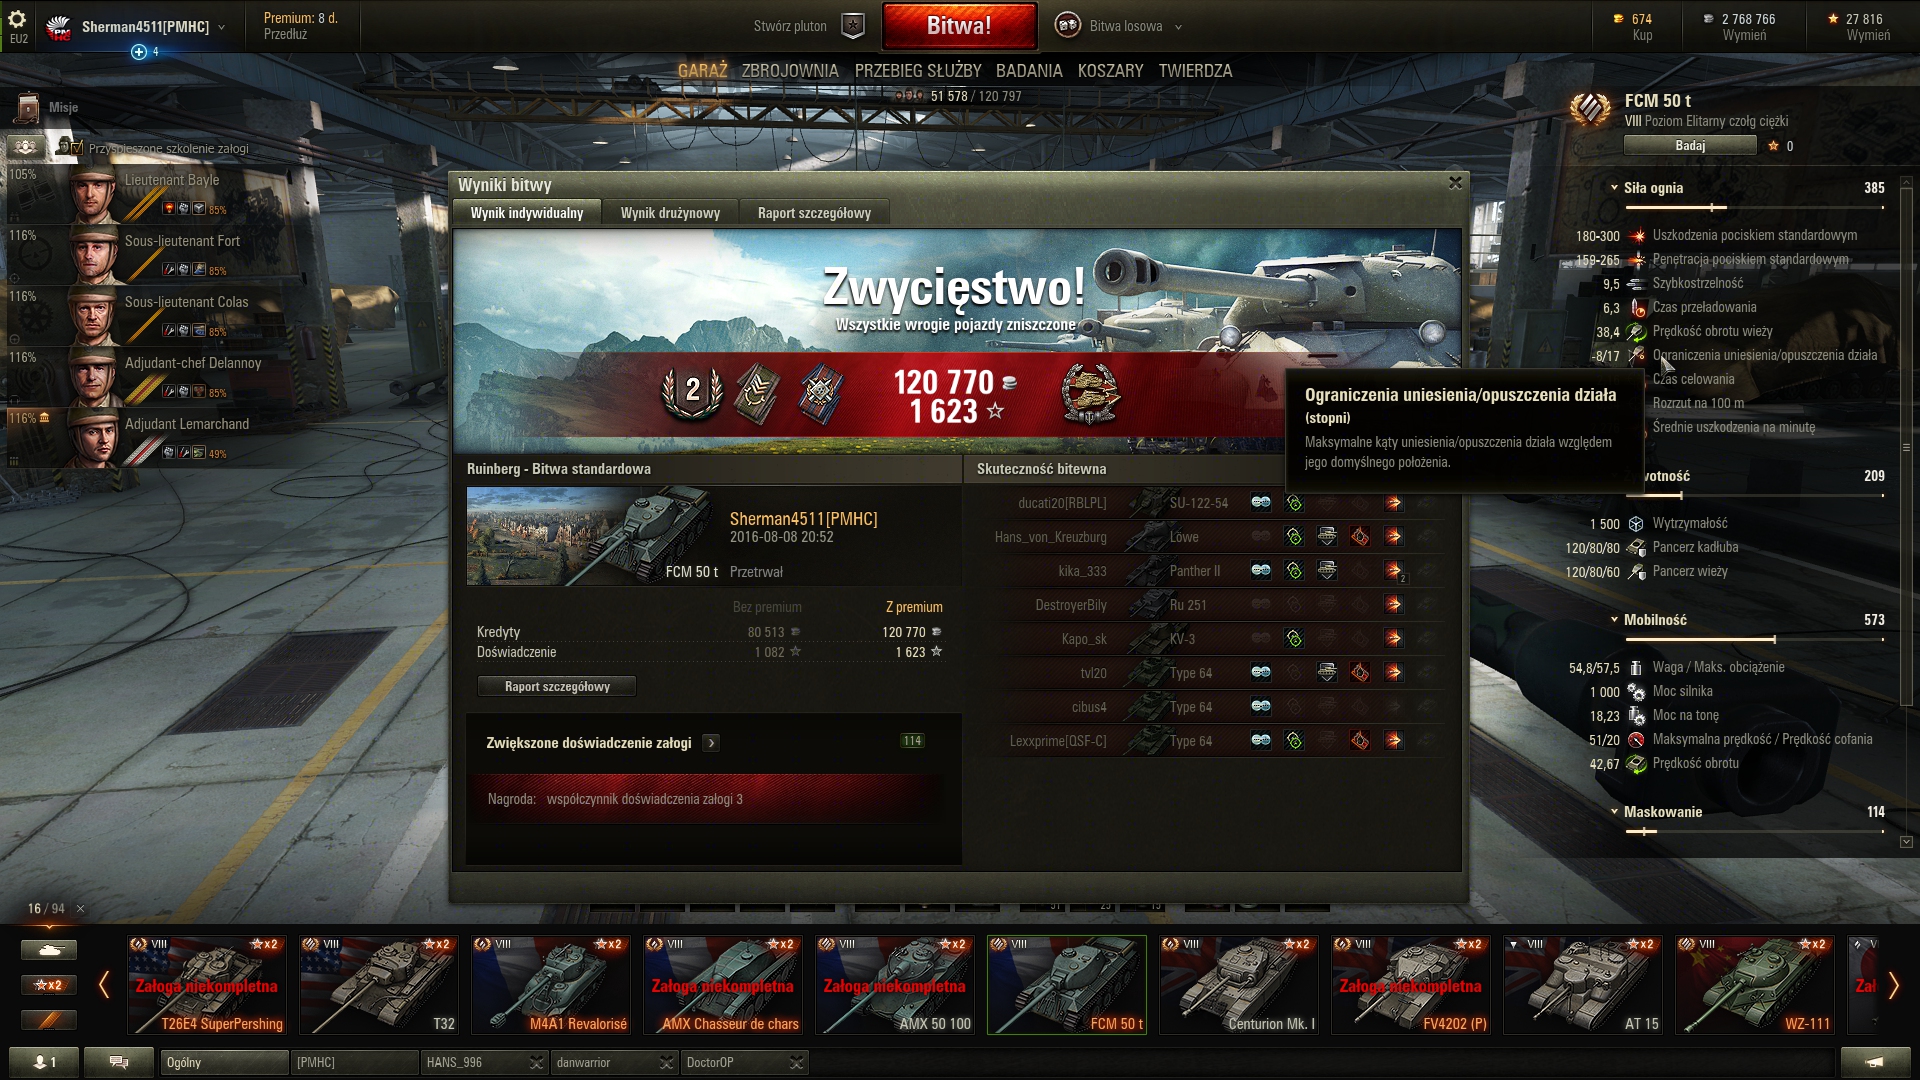 EU2
Sherman4511[PMHC]
4
Premium: 8 d.
Przedłuż
Stwórz pluton
Bitwa!
Bitwa losowa
674
Kup
2 768 766
Wymień
27 816
Wymień
GARAŻ ZBROJOWNIA PRZEBIEG SŁUŻBY BADANIA KOSZARY TWIERDZA
51 578 / 120 797
Misje
Przyspieszone szkolenie załogi
105%
Lieutenant Bayle
85%
116%
Sous-lieutenant Fort
85%
116%
Sous-lieutenant Colas
85%
116%
Adjudant-chef Delannoy
85%
116%
Adjudant Lemarchand
49%
Wyniki bitwy
Wynik indywidualny
Wynik drużynowy
Raport szczegółowy
Zwycięstwo!
Wszystkie wrogie pojazdy zniszczone
2
120 770
1 623
Ruinberg - Bitwa standardowa
Sherman4511[PMHC]
2016-08-08 20:52
FCM 50 t
Przetrwał
Bez premium
Z premium
Kredyty
80 513
120 770
Doświadczenie
1 082
1 623
Raport szczegółowy
Zwiększone doświadczenie załogi
114
Nagroda: współczynnik doświadczenia załogi 3
Skuteczność bitewna
ducati20[RBLPL] SU-122-54
Hans_von_Kreuzburg Löwe
kika_333 Panther II
2
DestroyerBily Ru 251
Kapo_sk KV-3
tvl20 Type 64
cibus4 Type 64
Lexxprime[QSF-C] Type 64
Ograniczenia uniesienia/opuszczenia działa
(stopni)
Maksymalne kąty uniesienia/opuszczenia działa względem
jego domyślnego położenia.
FCM 50 t
VIII Poziom Elitarny czołg ciężki
Badaj
0
Siła ognia 385
180-300 Uszkodzenia pociskiem standardowym
159-265 Penetracja pociskiem standardowym
9,5 Szybkostrzelność
6,3 Czas przeładowania
38,4 Prędkość obrotu wieży
-8/17 Ograniczenia uniesienia/opuszczenia działa
Czas celowania
Rozrzut na 100 m
Średnie uszkodzenia na minutę
209
1 500 Wytrzymałość
120/80/80 Pancerz kadłuba
120/80/60 Pancerz wieży
Mobilność 573
54,8/57,5 Waga / Maks. obciążenie
1 000 Moc silnika
18,23 Moc na tonę
51/20 Maksymalna prędkość / Prędkość cofania
42,67 Prędkość obrotu
Maskowanie 114
16 / 94
x2
VIII x2
Załoga niekompletna
T26E4 SuperPershing
VIII x2
T32
VIII x2
M4A1 Revalorisé
VIII x2
Załoga niekompletna
AMX Chasseur de chars
VIII x2
Załoga niekompletna
AMX 50 100
VIII
FCM 50 t
VIII x2
Centurion Mk. I
VIII x2
Załoga niekompletna
FV4202 (P)
VIII x2
AT 15
VIII x2
WZ-111
1
Ogólny
[PMHC]
HANS_996
danwarrior
DoctorOP